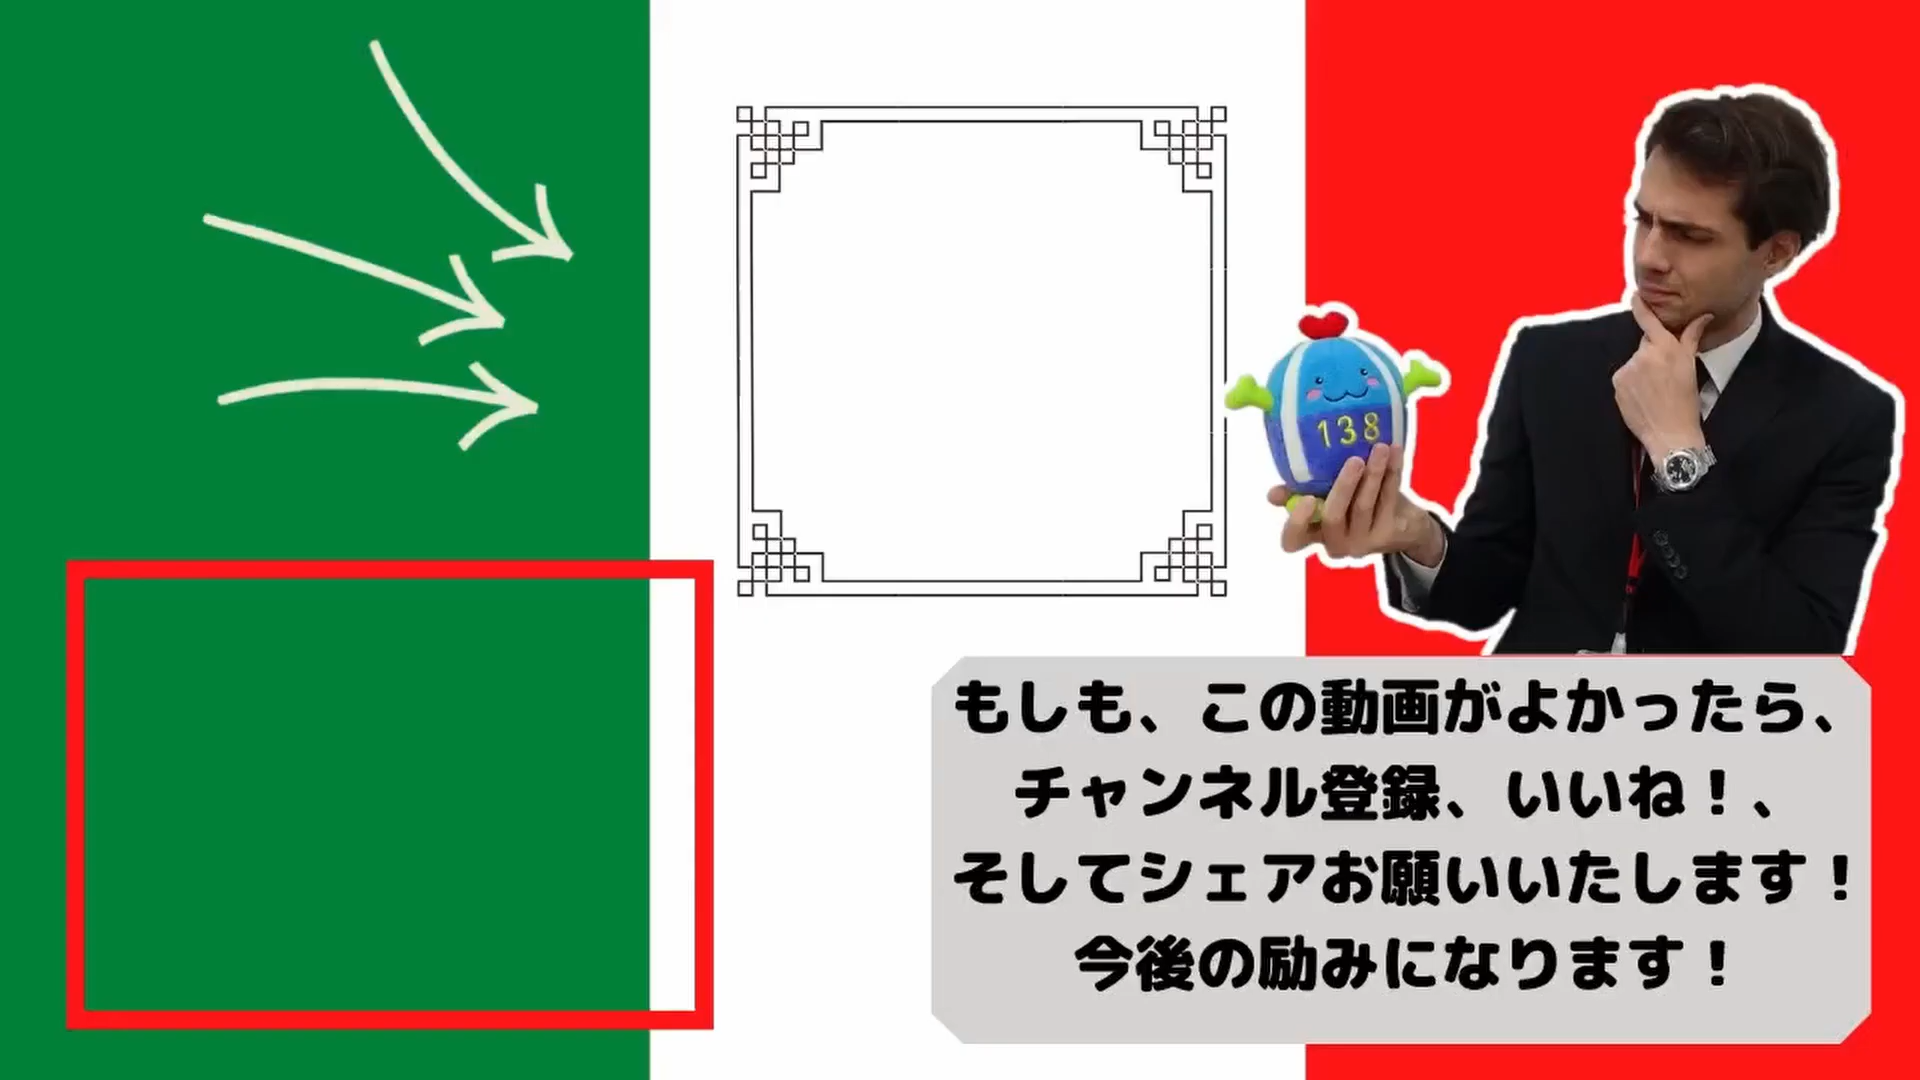 138
もしも、この動画がよかったら、
チャンネル登録、いいね！、
そしてシェアお願いいたします！
今後の励みになります！